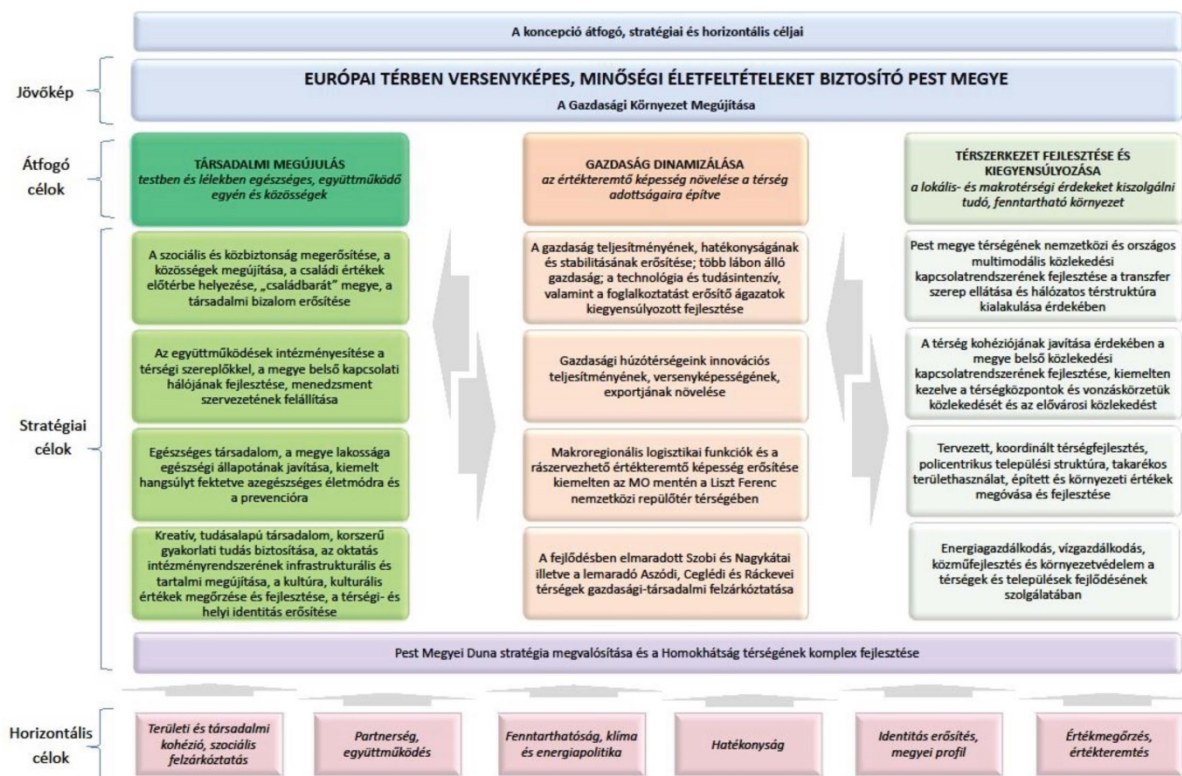 A koncepció átfogó, stratégiai és horizontális céljai
Jövőkép
EURÓPAI TÉRBEN VERSENYKÉPES, MINŐSÉGI ÉLETFELTÉTELEKET BIZTOSÍTÓ PEST MEGYE
A Gazdasági Környezet Megújítása
Átfogó
célok
TÁRSADALMI MEGÚJULÁS
testben és lélekben egészséges, együttműködő
egyén és közösségek
GAZDASÁG DINAMIZÁLÁSA
az értékteremtő képesség növelése a térség
adottságaira építve
TÉRSZERKEZET FEJLESZTÉSE ÉS
KIEGYENSÚLYOZÁSA
a lokális- és makrotérségi érdekeket kiszolgálni
tudó, fenntartható környezet
Stratégiai
célok
A szociális és közbiztonság megerősítése, a
közösségek megújítása, a családi értékek
előtérbe helyezése, „családbarát” megye, a
társadalmi bizalom erősítése
A gazdaság teljesítményének, hatékonyságának
és stabilitásának erősítése; több lábon álló
gazdaság; a technológia és tudásintenzív,
valamint a foglalkoztatást erősítő ágazatok
kiegyensúlyozott fejlesztése
Pest megye térségének nemzetközi és országos
multimodális közlekedési
kapcsolatrendszerének fejlesztése a transzfer
szerep ellátása és hálózatos térstruktúra
kialakulása érdekében
Az együttműködések intézményesítése a
térségi szereplőkkel, a megye belső kapcsolati
hálójának fejlesztése, menedzsment
szervezetének felállítása
Gazdasági húzótérségeink innovációs
teljesítményének, versenyképességének,
exportjának növelése
A térség kohéziójának javítása érdekében a
megye belső közlekedési
kapcsolatrendszerének fejlesztése, kiemelten
kezelve a térségközpontok és vonzáskörzetük
közlekedését és az elővárosi közlekedést
Egészséges társadalom, a megye lakossága
egészségi állapotának javítása, kiemelt
hangsúlyt fektetve azegészséges életmódra és
a prevencióra
Makroregionális logisztikai funkciók és a
rászervezhető értékteremtő képesség erősítése
kiemelten az MO mentén a Liszt Ferenc
nemzetközi repülőtér térségében
Tervezett, koordinált térségfejlesztés,
policentrikus települési struktúra, takarékos
területhasználat, épített és környezeti értékek
megóvása és fejlesztése
Kreatív, tudásalapú társadalom, korszerű
gyakorlati tudás biztosítása, az oktatás
intézményrendszerének infrastrukturális és
tartalmi megújítása, a kultúra, kulturális
értékek megőrzése és fejlesztése, a térségi- és
helyi identitás erősítése
A fejlődésben elmaradott Szobi és Nagykátai
illetve a lemaradó Aszódi, Ceglédi és Ráckevei
térségek gazdasági-társadalmi felzárkóztatása
Energiagazdálkodás, vízgazdálkodás,
közműfejlesztés és környezetvédelem a
térségek és települések fejlődésének
szolgálatában
Pest Megyei Duna stratégia megvalósítása és a Homokhátság térségének komplex fejlesztése
Horizontális
célok
Területi és társadalmi
kohézió, szociális
felzárkóztatás
Partnerség,
együttműködés
Fenntarthatóság, klíma
és energiapolitika
Hatékonyság
Identitás erősítés,
megyei profil
Értékmegőrzés,
értékteremtés